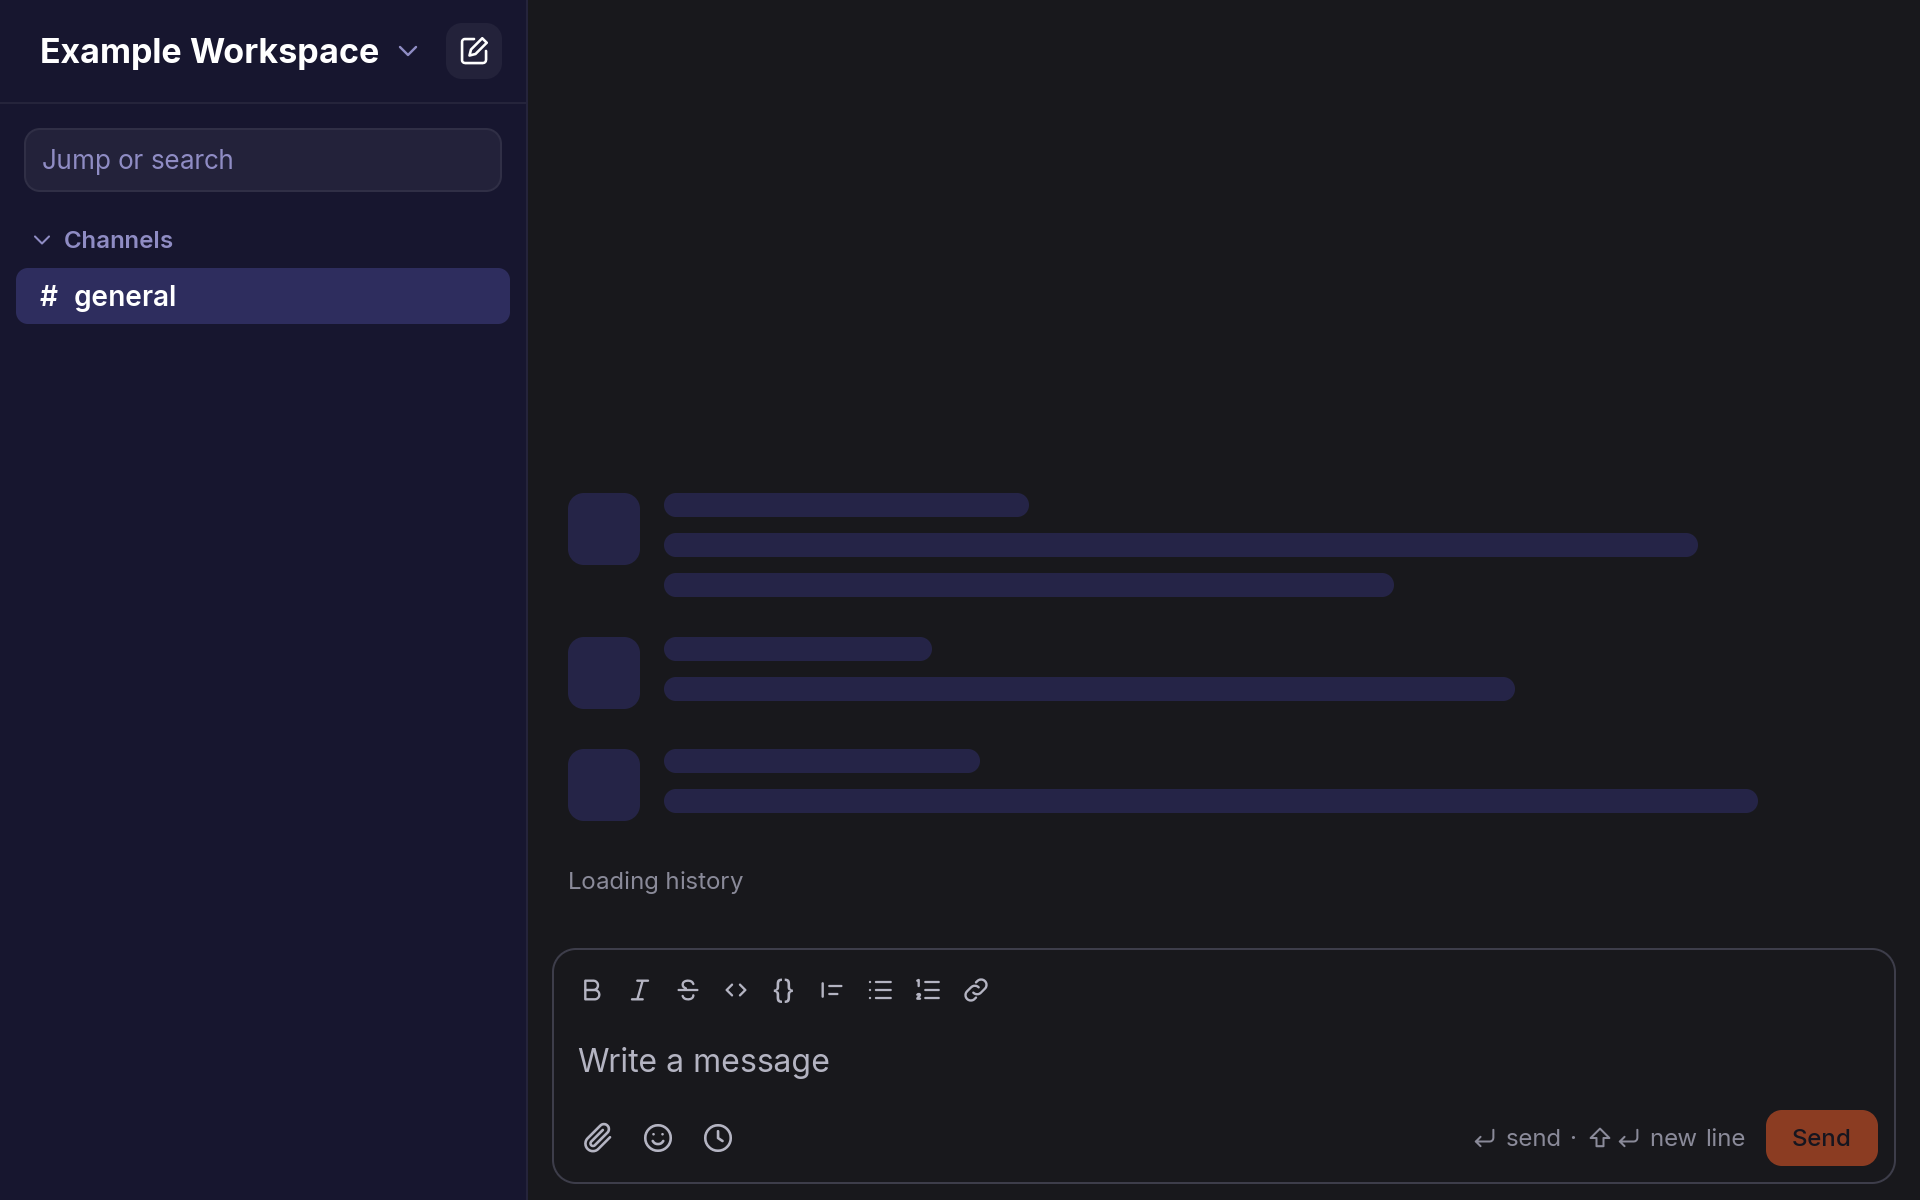 Example Workspace
Jump or search
Channels
# general
Loading history
Write a message
send · new line
Send